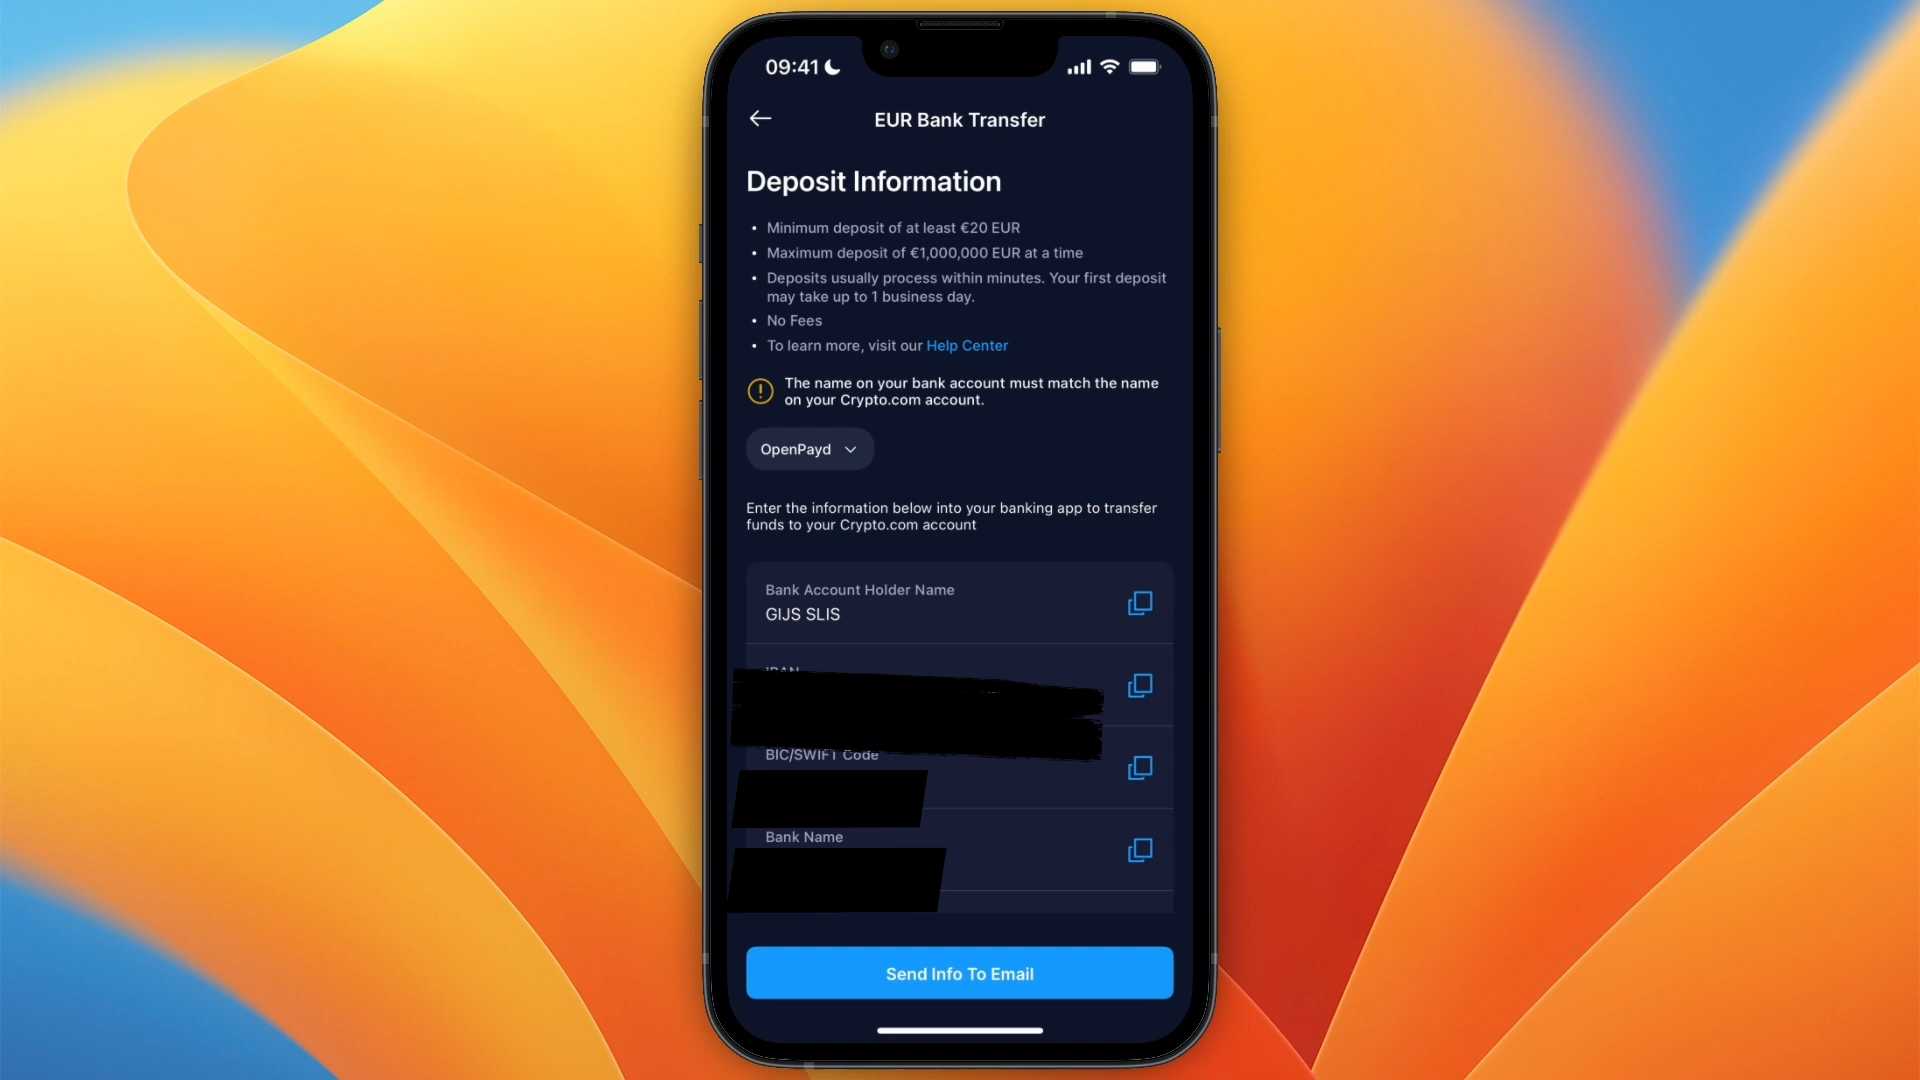 09:41
EUR Bank Transfer
Deposit Information
• Minimum deposit of at least €20 EUR
• Maximum deposit of €1,000,000 EUR at a time
• Deposits usually process within minutes. Your first deposit
may take up to 1 business day.
• No Fees
• To learn more, visit our Help Center
The name on your bank account must match the name
on your Crypto.com account.
OpenPayd
Enter the information below into your banking app to transfer
funds to your Crypto.com account
Bank Account Holder Name
GIJS SLIS
IBAN
BIC/SWIFT Code
Bank Name
Send Info To Email